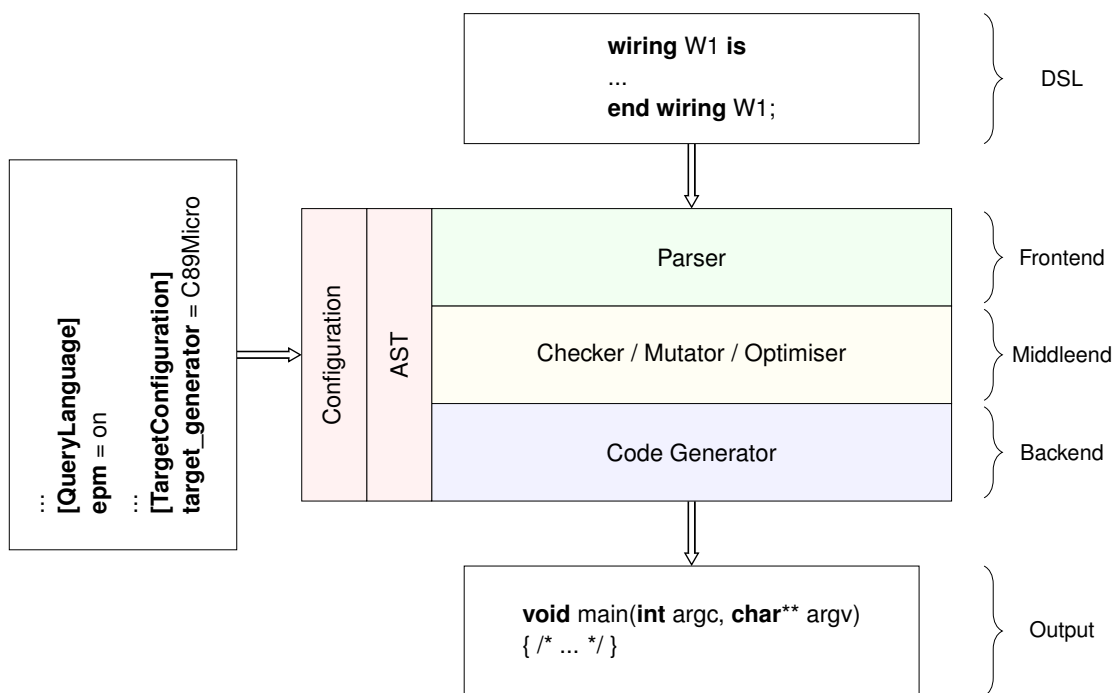 wiring W1 is
...
end wiring W1;
DSL
...
[QueryLanguage]
epm = on
...
[TargetConfiguration]
target_generator = C89Micro
Configuration
AST
Parser
Frontend
Checker / Mutator / Optimiser
Middleend
Code Generator
Backend
void main(int argc, char** argv)
{ /* ... */ }
Output